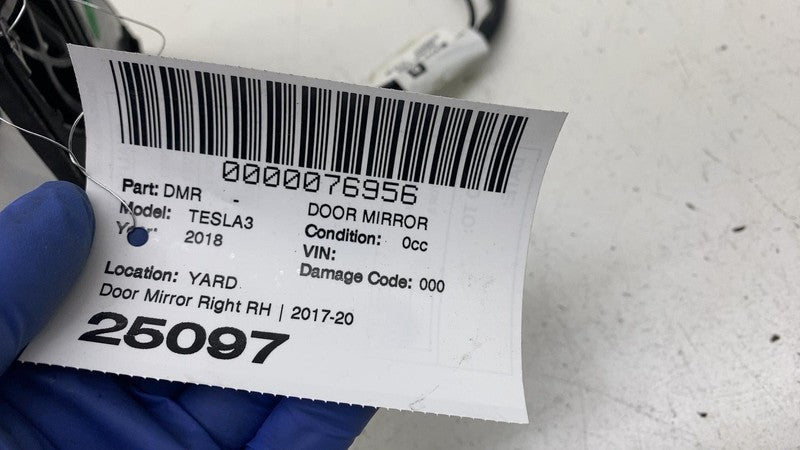 0000076956
Part: DMR - DOOR MIRROR
Model: TESLA3 Condition: 0cc
Year: 2018 VIN:
Damage Code: 000
Location: YARD
Door Mirror Right RH | 2017-20
25097